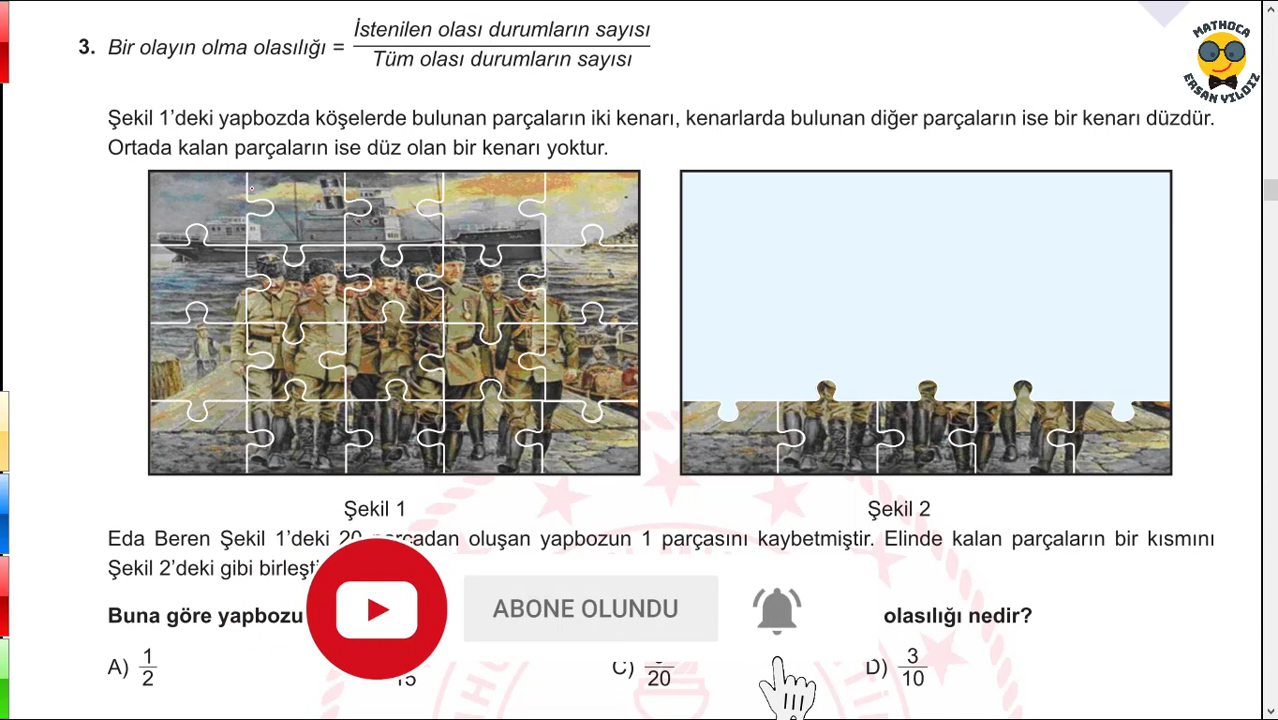 MATHOCA
ERSAN YILDIZ
3. Bir olayın olma olasılığı = İstenilen olası durumların sayısı
Tüm olası durumların sayısı
Şekil 1’deki yapbozda köşelerde bulunan parçaların iki kenarı, kenarlarda bulunan diğer parçaların ise bir kenarı düzdür.
Ortada kalan parçaların ise düz olan bir kenarı yoktur.
Şekil 1
Şekil 2
Eda Beren Şekil 1’deki 20 parçadan oluşan yapbozun 1 parçasını kaybetmiştir. Elinde kalan parçaların bir kısmını
Şekil 2’deki gibi
Buna göre yapbozu olasılığı nedir?
ABONE OLUNDU
A) 1
2
15
C)
20
D) 3
10